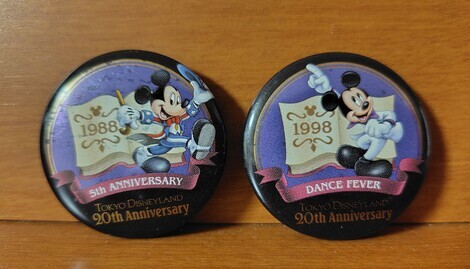 1988
5th ANNIVERSARY
TOKYO DISNEYLAND
20th Anniversary
1998
DANCE FEVER
TOKYO DISNEYLAND
20th Anniversary